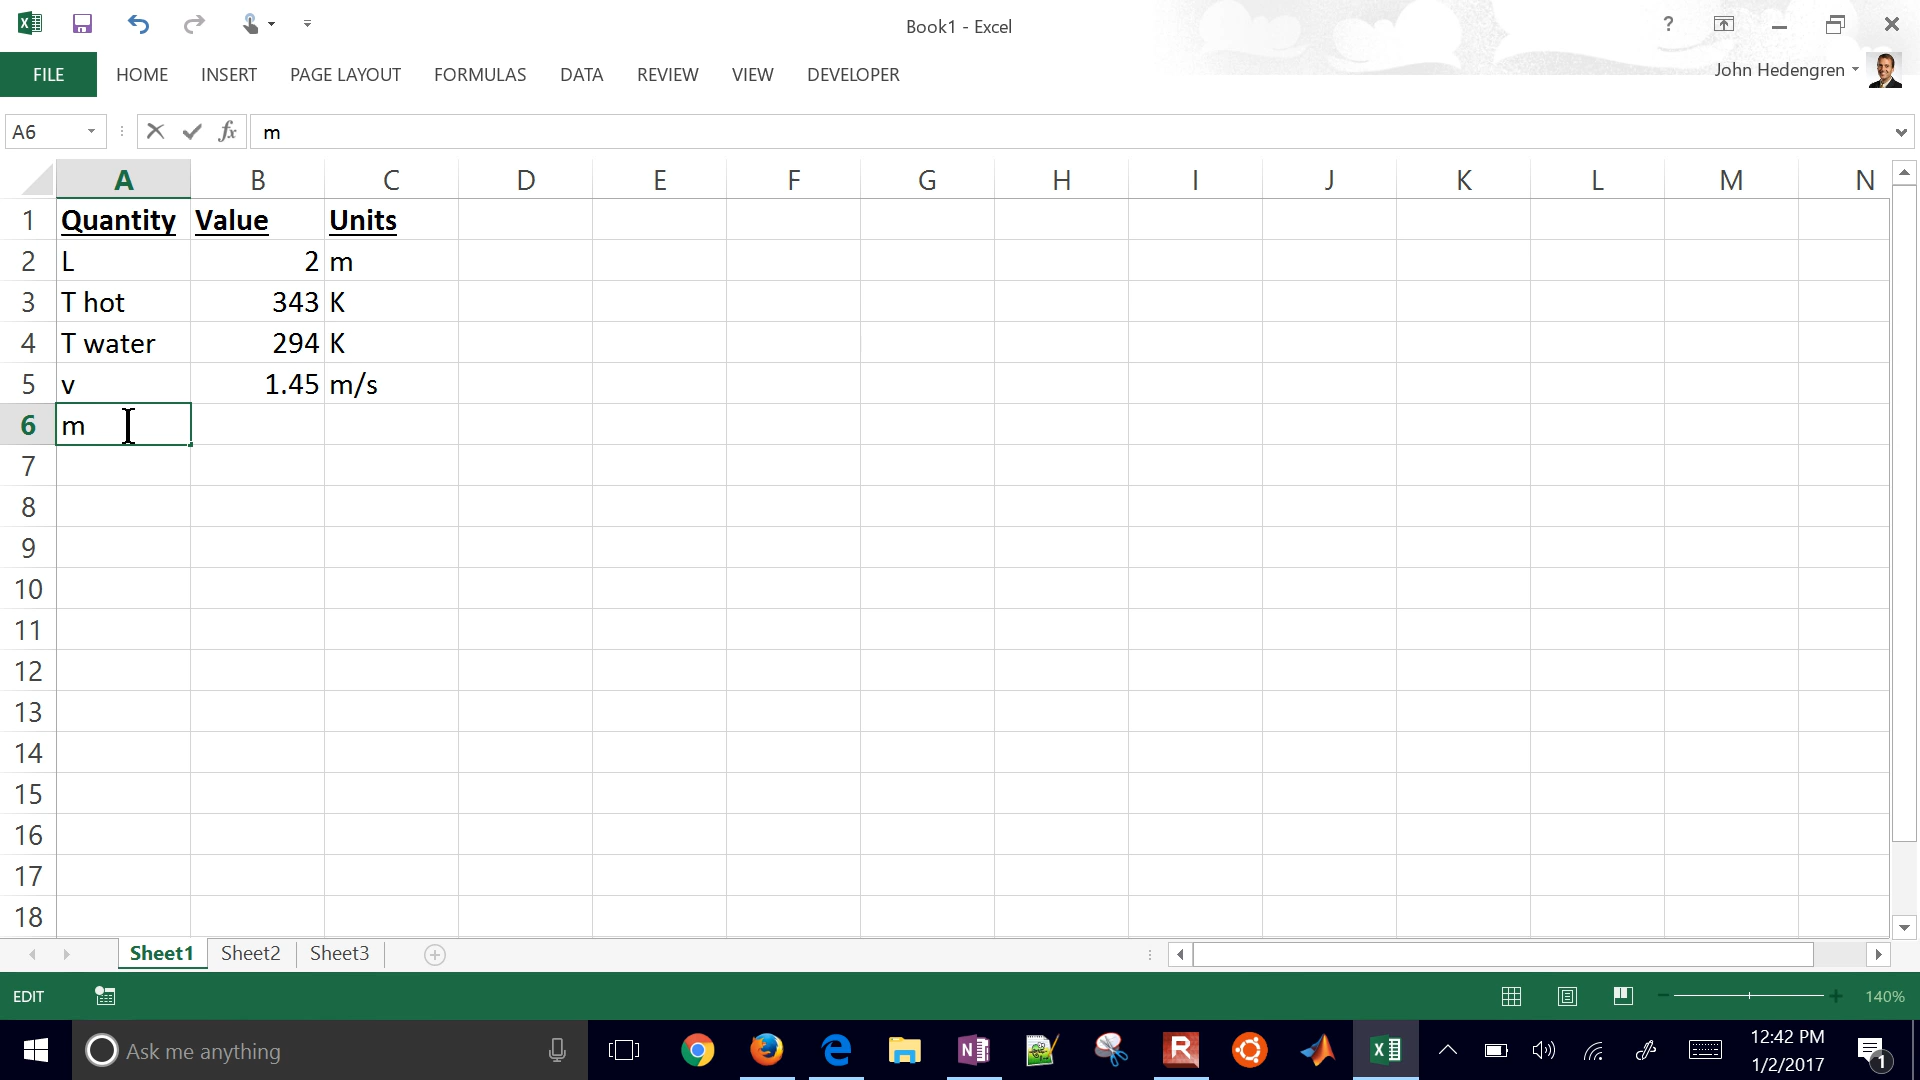 Book1 - Excel
?
FILE HOME INSERT PAGE LAYOUT FORMULAS DATA REVIEW VIEW DEVELOPER
John Hedengren
A6 fx m
A B C D E F G H I J K L M N
1 Quantity Value Units
2 L 2 m
3 T hot 343 K
4 T water 294 K
5 v 1.45 m/s
6 m
7
8
9
10
11
12
13
14
15
16
17
18
Sheet1 Sheet2 Sheet3
EDIT 140%
Ask me anything
12:42 PM
1/2/2017
1